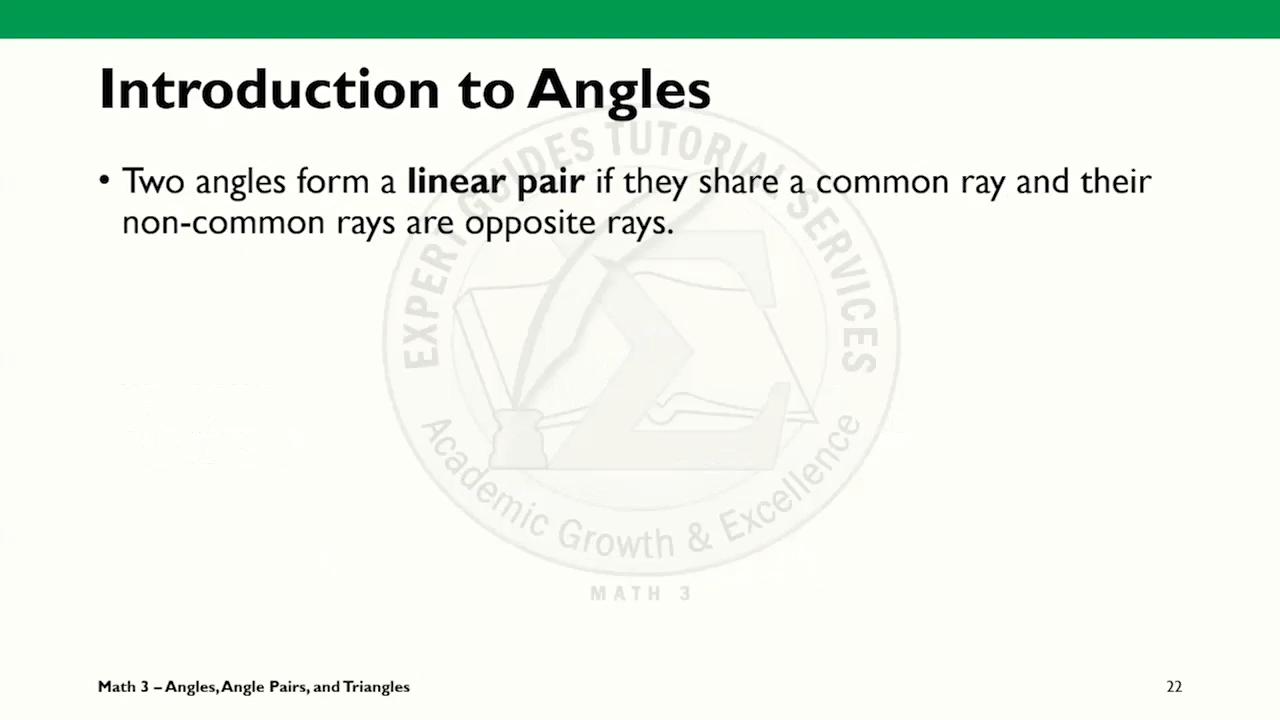 Introduction to Angles
• Two angles form a linear pair if they share a common ray and their
non-common rays are opposite rays.
EXPERT GUIDES TUTORIAL SERVICES
Academic Growth & Excellence
MATH 3
Math 3 – Angles, Angle Pairs, and Triangles
22